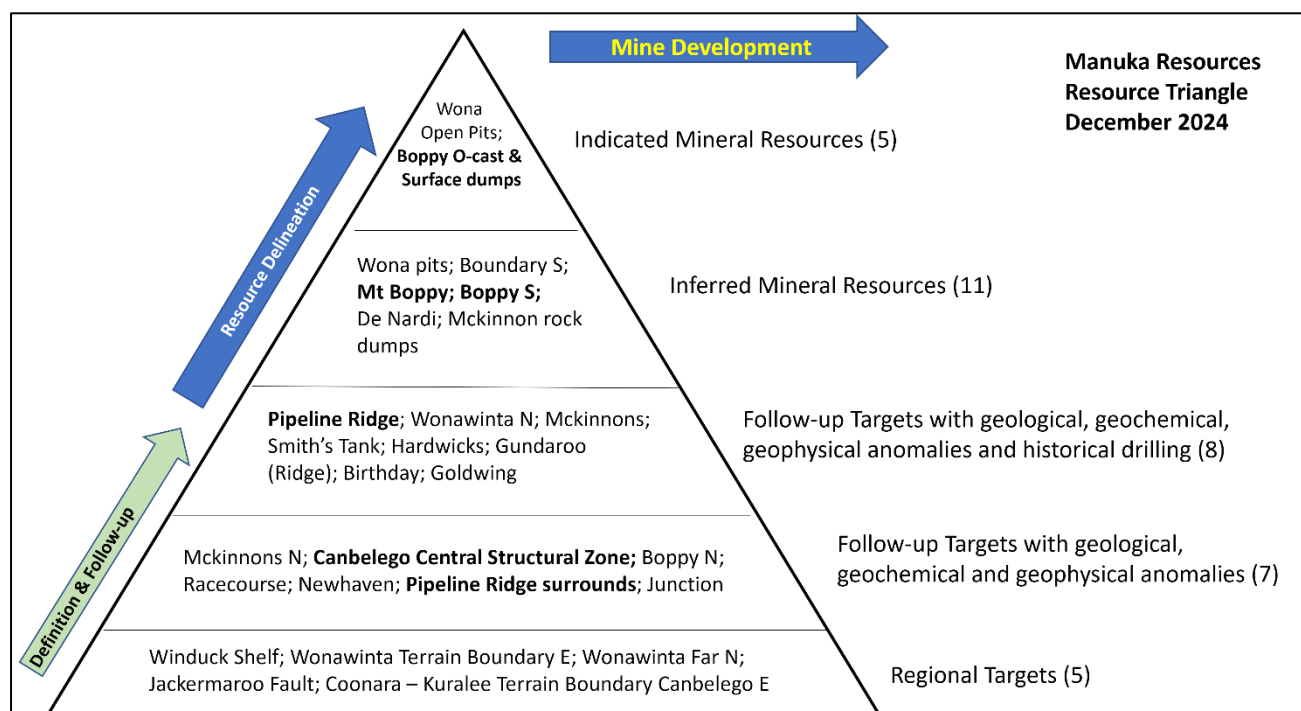 Mine Development
Manuka Resources
Resource Triangle
December 2024
Wona
Open Pits;
Boppy O-cast &
Surface dumps
Indicated Mineral Resources (5)
Resource Delineation
Wona pits; Boundary S;
Mt Boppy; Boppy S;
De Nardi; Mckinnon rock
dumps
Inferred Mineral Resources (11)
Pipeline Ridge; Wonawinta N; Mckinnons;
Smith's Tank; Hardwicks; Gundaroo
(Ridge); Birthday; Goldwing
Follow-up Targets with geological, geochemical,
geophysical anomalies and historical drilling (8)
Definition & Follow-up
Mckinnons N; Canbelego Central Structural Zone; Boppy N;
Racecourse; Newhaven; Pipeline Ridge surrounds; Junction
Follow-up Targets with geological,
geochemical and geophysical anomalies (7)
Winduck Shelf; Wonawinta Terrain Boundary E; Wonawinta Far N;
Jackermaroo Fault; Coonara – Kuralee Terrain Boundary Canbelego E
Regional Targets (5)